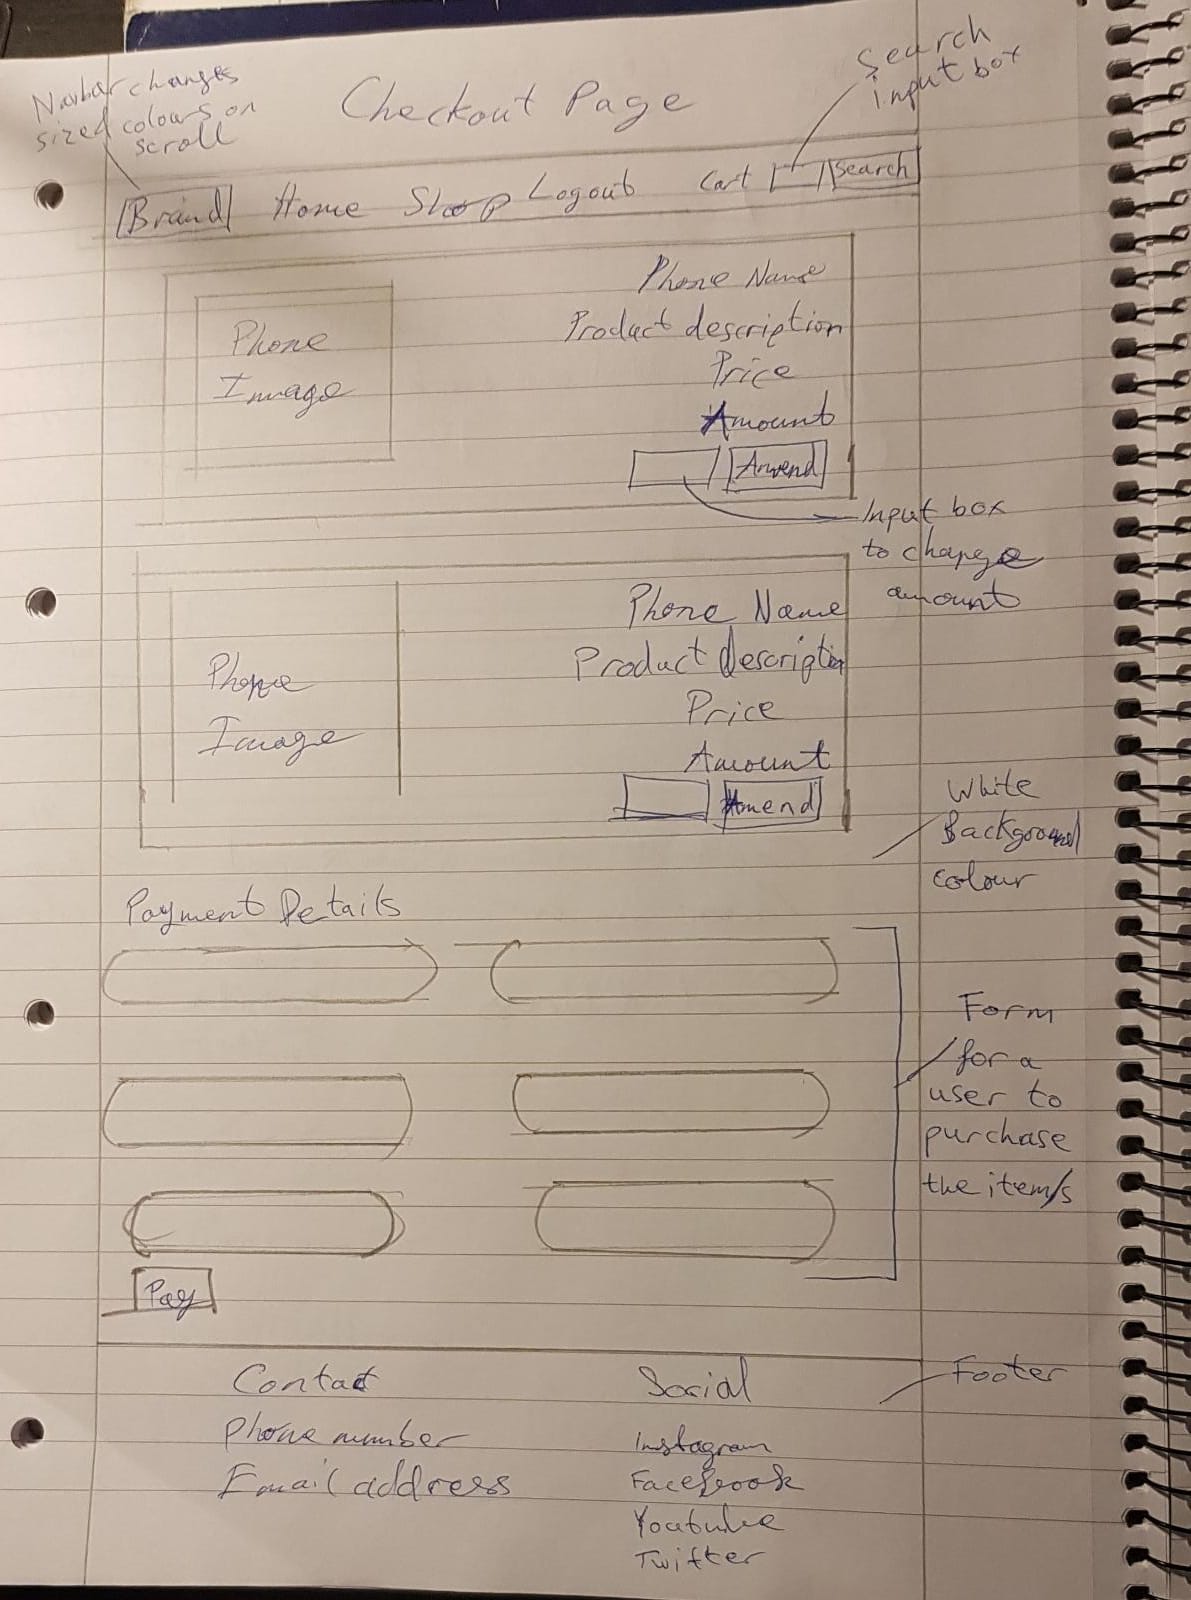 Navbar changes
sized colours on
scroll
Checkout Page
Search
input box
Brand Home Shop Logout Cart Search
Phone Name
Product description
Price
Amount
Amend
Phone
Image
Input box
to change
amount
Phone Name
Product description
Price
Amount
Amend
Phone
Image
White
Background
colour
Payment Details
Form
for a
user to
purchase
the item/s
Pay
Footer
Contact
Phone number
Email address
Social
Instagram
Facebook
Youtube
Twitter